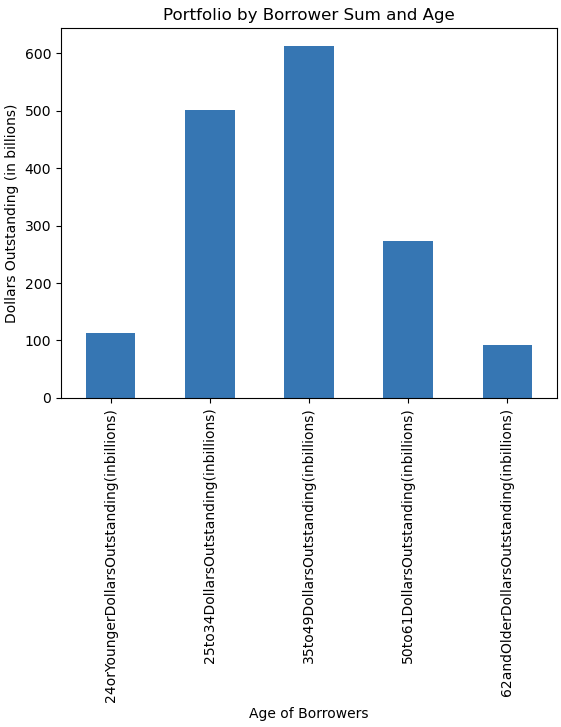 Portfolio by Borrower Sum and Age
Dollars Outstanding (in billions)
600
500
400
300
200
100
0
24orYoungerDollarsOutstanding(inbillions)
25to34DollarsOutstanding(inbillions)
35to49DollarsOutstanding(inbillions)
50to61DollarsOutstanding(inbillions)
62andOlderDollarsOutstanding(inbillions)
Age of Borrowers